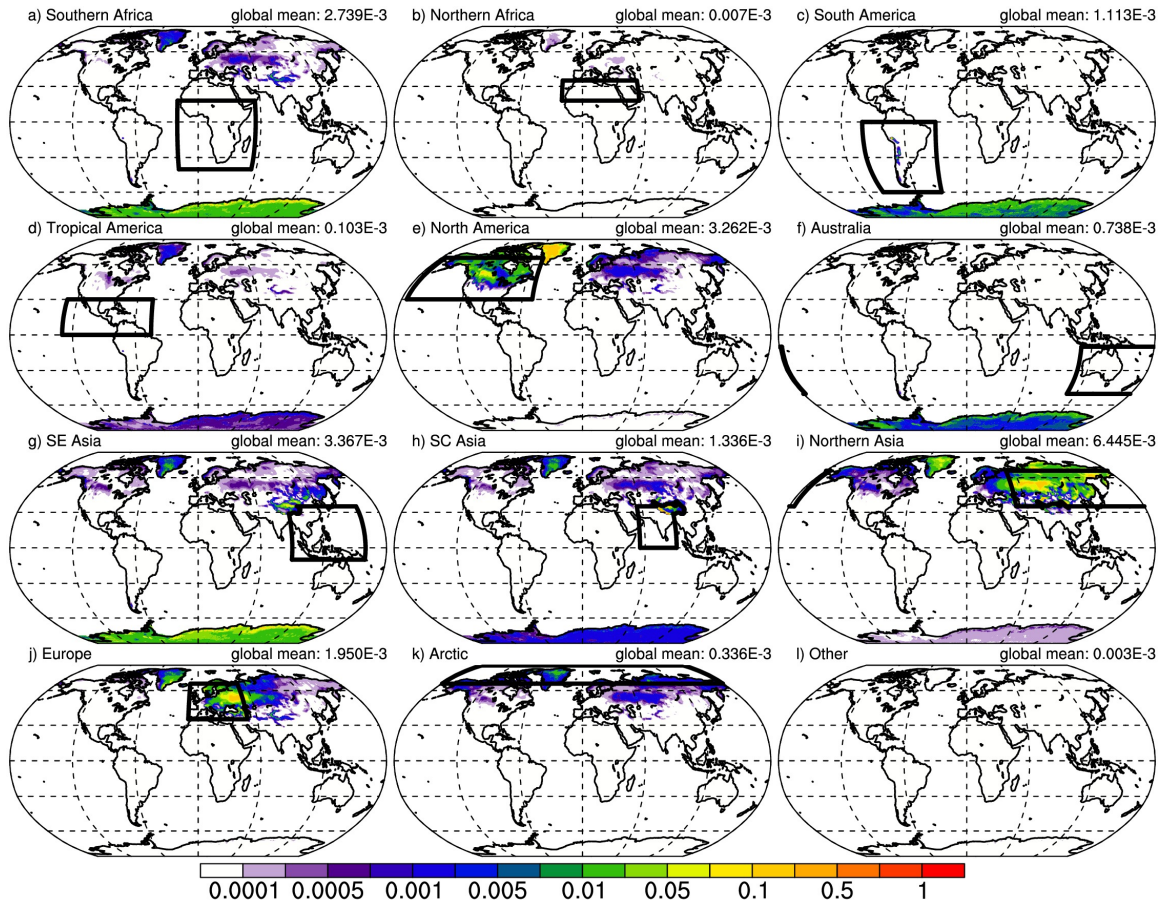 a) Southern Africa global mean: 2.739E-3
b) Northern Africa global mean: 0.007E-3
c) South America global mean: 1.113E-3
d) Tropical America global mean: 0.103E-3
e) North America global mean: 3.262E-3
f) Australia global mean: 0.738E-3
g) SE Asia global mean: 3.367E-3
h) SC Asia global mean: 1.336E-3
i) Northern Asia global mean: 6.445E-3
j) Europe global mean: 1.950E-3
k) Arctic global mean: 0.336E-3
l) Other global mean: 0.003E-3
0.0001 0.0005 0.001 0.005 0.01 0.05 0.1 0.5 1